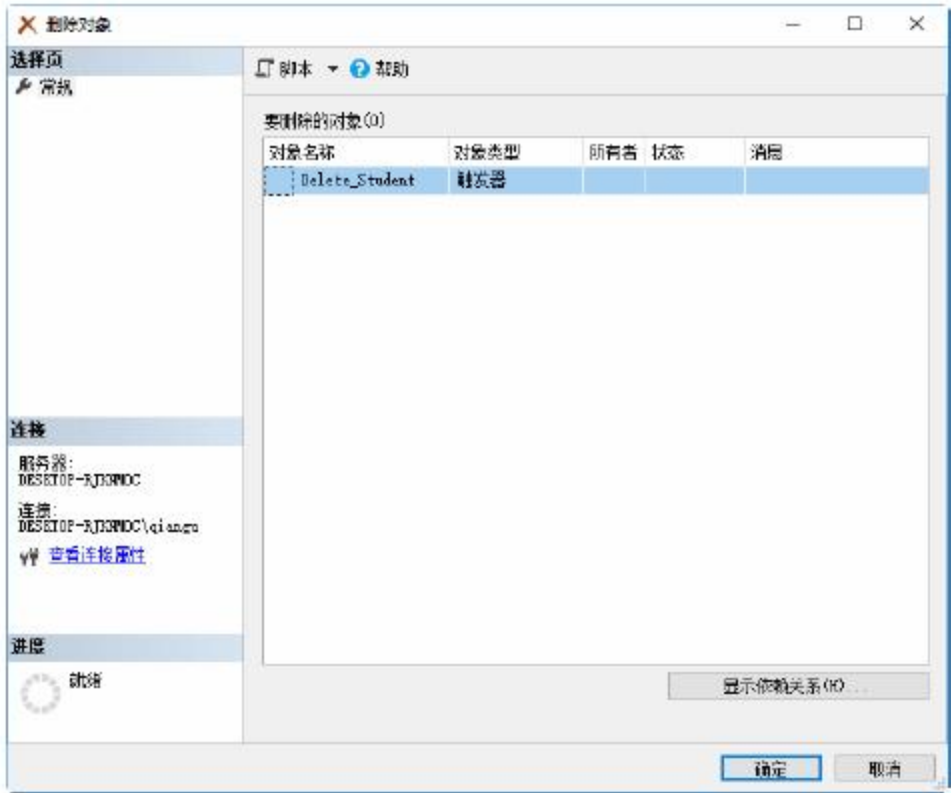 删除对象
选择页
常规
脚本 帮助
要删除的对象(O)
对象名称 对象类型 所有者 状态 消息
Delete_Student 触发器
连接
服务器:
连接:
查看连接属性
进度
就绪
显示依赖关系(H)...
确定 取消